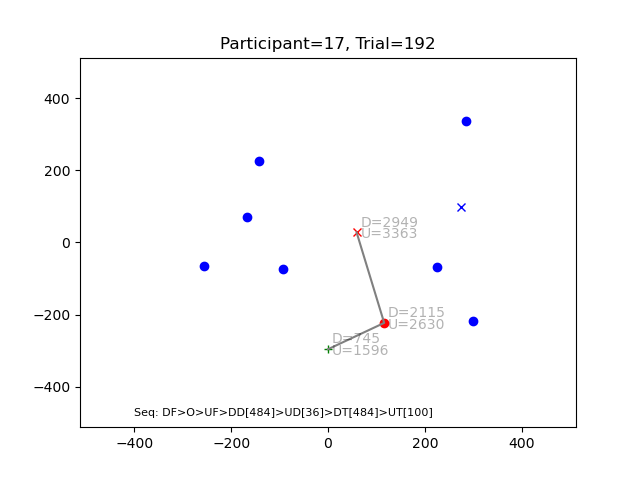 Participant=17, Trial=192
400
200
0
−200
−400
D=2949
U=3363
D=2115
U=2630
D=745
U=1596
Seq: DF>O>UF>DD[484]>UD[36]>DT[484]>UT[100]
−400 −200 0 200 400